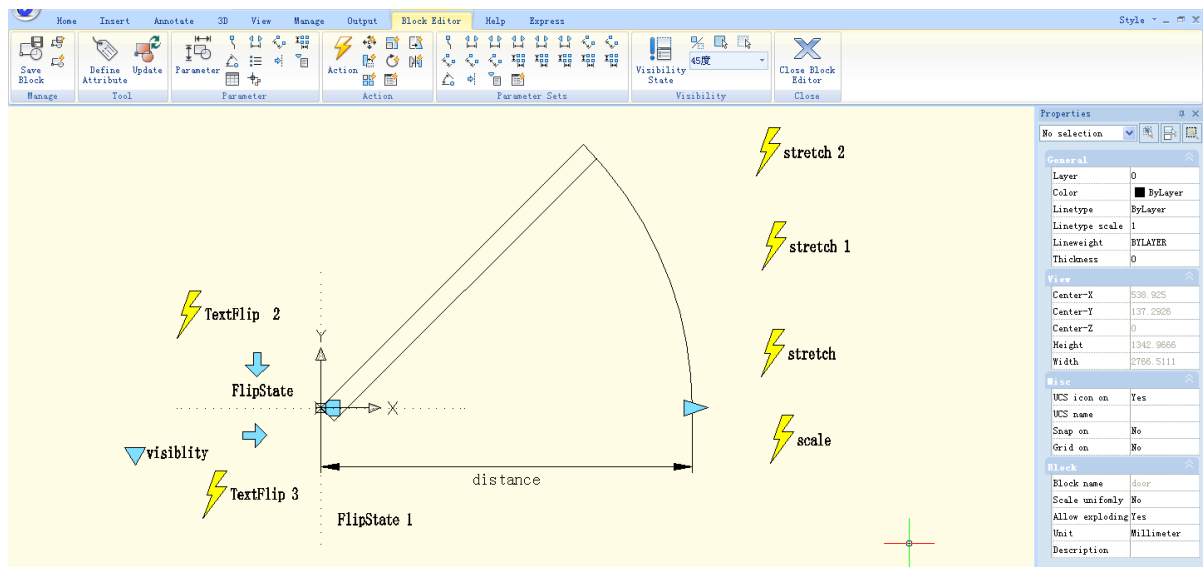 Home Insert Annotate 3D View Manage Output Block Editor Help Express Style
Save Block
Define Attribute
Update
Parameter
Action
Visibility State
45度
Close Block Editor
Manage Tool Parameter Action Parameter Sets Visibility Close
stretch 2
stretch 1
TextFlip 2
Y
FlipState
X
stretch
visiblity
scale
distance
TextFlip 3
FlipState 1
Properties
No selection
General
Layer 0
Color ByLayer
Linetype ByLayer
Linetype scale 1
Lineweight BYLAYER
Thickness 0
View
Center-X 538.925
Center-Y 137.2926
Center-Z 0
Height 1342.9666
Width 2766.5111
Misc
UCS icon on Yes
UCS name
Snap on No
Grid on No
Block
Block name door
Scale unifomly No
Allow exploding Yes
Unit Millimeter
Description